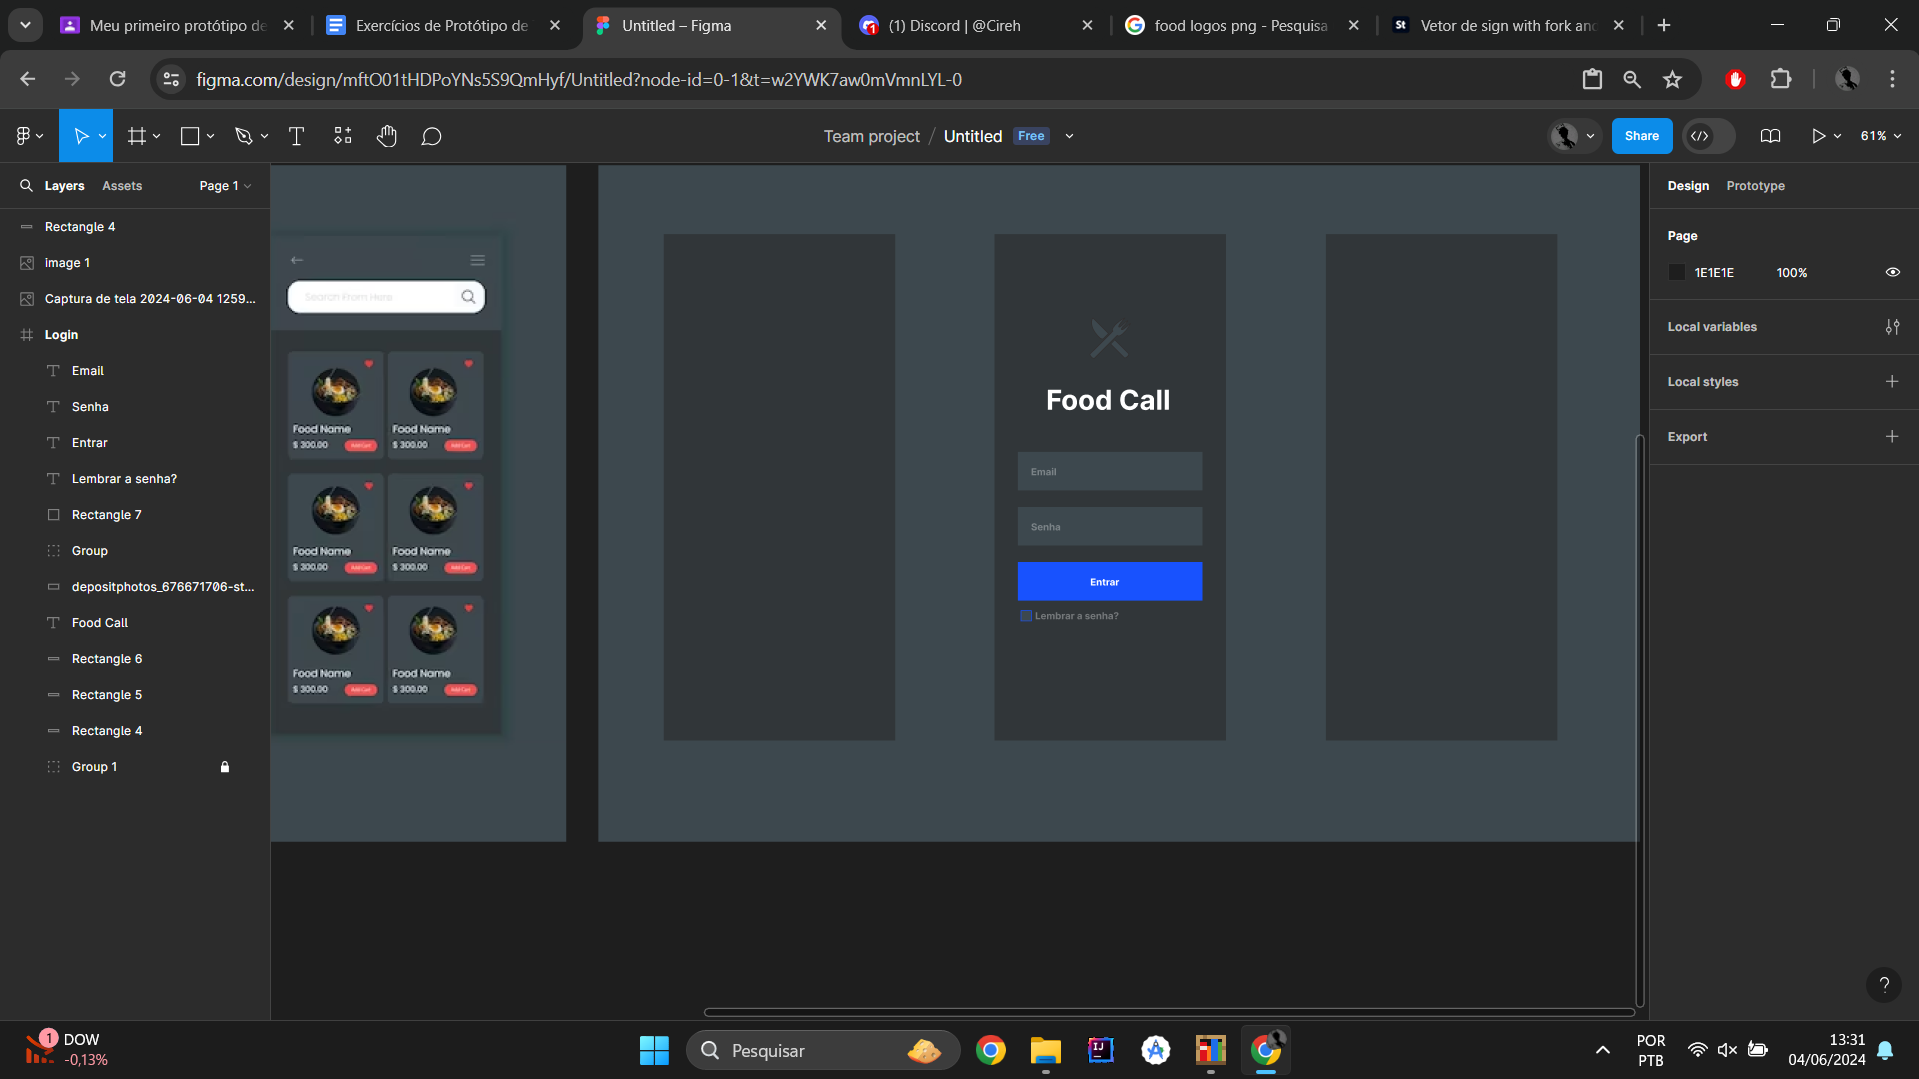 Meu primeiro protótipo de
Exercícios de Protótipo de
Untitled – Figma
(1) Discord | @Cireh
food logos png - Pesquisa
St
Vetor de sign with fork an
figma.com/design/mftO01tHDPoYNs5S9QmHyf/Untitled?node-id=0-1&t=w2YWK7aw0mVmnLYL-0
Team project / Untitled Free
Share
61%
Layers
Assets
Page 1
Rectangle 4
image 1
Captura de tela 2024-06-04 1259...
Login
Email
Senha
Entrar
Lembrar a senha?
Rectangle 7
Group
depositphotos_676671706-st...
Food Call
Rectangle 6
Rectangle 5
Rectangle 4
Group 1
Search From Here
Food Name
$ 300.00
Add Cart
Food Name
$ 300.00
Add Cart
Food Name
$ 300.00
Add Cart
Food Name
$ 300.00
Add Cart
Food Name
$ 300.00
Add Cart
Food Name
$ 300.00
Add Cart
Food Call
Email
Senha
Entrar
Lembrar a senha?
Design
Prototype
Page
1E1E1E 100%
Local variables
Local styles
Export
?
1
DOW
-0,13%
Pesquisar
IJ
POR
PTB
13:31
04/06/2024